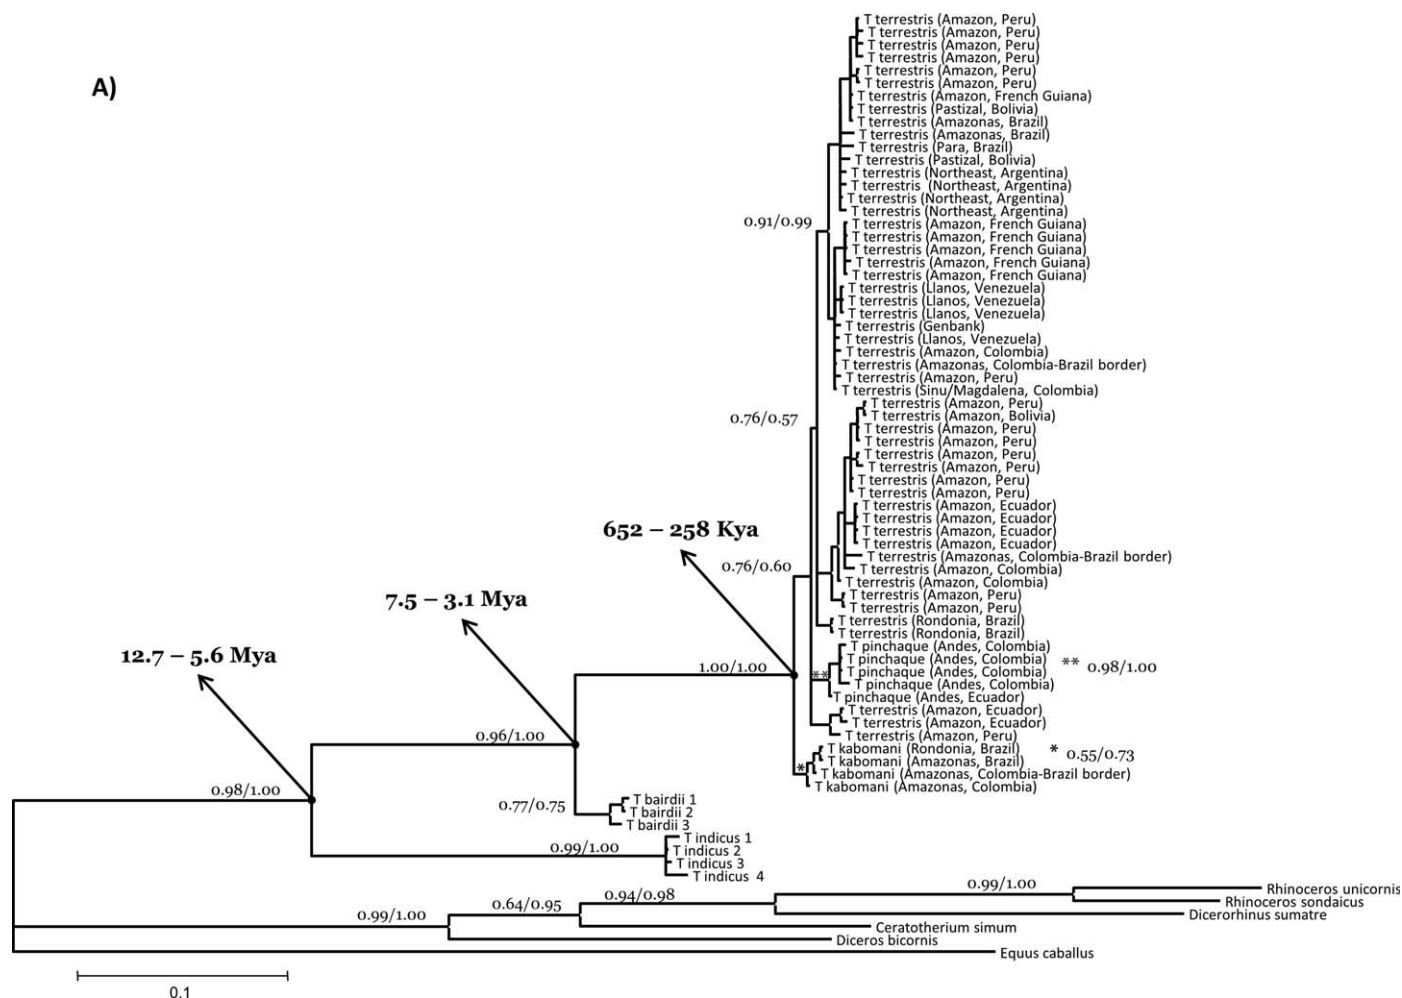 A)
T terrestris (Amazon, Peru)
T terrestris (Amazon, Peru)
T terrestris (Amazon, Peru)
T terrestris (Amazon, Peru)
T terrestris (Amazon, Peru)
T terrestris (Amazon, Peru)
T terrestris (Amazon, French Guiana)
T terrestris (Pastizal, Bolivia)
T terrestris (Amazonas, Brazil)
T terrestris (Amazonas, Brazil)
T terrestris (Para, Brazil)
T terrestris (Pastizal, Bolivia)
T terrestris (Northeast, Argentina)
T terrestris (Northeast, Argentina)
T terrestris (Northeast, Argentina)
T terrestris (Northeast, Argentina)
0.91/0.99
T terrestris (Amazon, French Guiana)
T terrestris (Amazon, French Guiana)
T terrestris (Amazon, French Guiana)
T terrestris (Amazon, French Guiana)
T terrestris (Amazon, French Guiana)
T terrestris (Llanos, Venezuela)
T terrestris (Llanos, Venezuela)
T terrestris (Llanos, Venezuela)
T terrestris (Genbank)
T terrestris (Llanos, Venezuela)
T terrestris (Amazon, Colombia)
T terrestris (Amazonas, Colombia-Brazil border)
T terrestris (Amazon, Peru)
T terrestris (Sinu/Magdalena, Colombia)
T terrestris (Amazon, Peru)
T terrestris (Amazon, Bolivia)
0.76/0.57
T terrestris (Amazon, Peru)
T terrestris (Amazon, Peru)
T terrestris (Amazon, Peru)
T terrestris (Amazon, Peru)
T terrestris (Amazon, Peru)
T terrestris (Amazon, Peru)
T terrestris (Amazon, Ecuador)
T terrestris (Amazon, Ecuador)
T terrestris (Amazon, Ecuador)
T terrestris (Amazon, Ecuador)
652 – 258 Kya
T terrestris (Amazonas, Colombia-Brazil border)
0.76/0.60
T terrestris (Amazon, Colombia)
T terrestris (Amazon, Colombia)
T terrestris (Amazon, Peru)
T terrestris (Amazon, Peru)
7.5 – 3.1 Mya
T terrestris (Rondonia, Brazil)
T terrestris (Rondonia, Brazil)
T pinchaque (Andes, Colombia)
12.7 – 5.6 Mya
T pinchaque (Andes, Colombia)
** 0.98/1.00
1.00/1.00
**
T pinchaque (Andes, Colombia)
T pinchaque (Andes, Colombia)
T pinchaque (Andes, Ecuador)
T terrestris (Amazon, Ecuador)
T terrestris (Amazon, Ecuador)
T terrestris (Amazon, Peru)
0.96/1.00
T kabomani (Rondonia, Brazil)
* 0.55/0.73
*
T kabomani (Amazonas, Brazil)
T kabomani (Amazonas, Colombia-Brazil border)
T kabomani (Amazonas, Colombia)
0.98/1.00
0.77/0.75
T bairdii 1
T bairdii 2
T bairdii 3
T indicus 1
0.99/1.00
T indicus 2
T indicus 3
T indicus 4
0.99/1.00
Rhinoceros unicornis
0.94/0.98
Rhinoceros sondaicus
0.64/0.95
Dicerorhinus sumatre
0.99/1.00
Ceratotherium simum
Diceros bicornis
Equus caballus
0.1